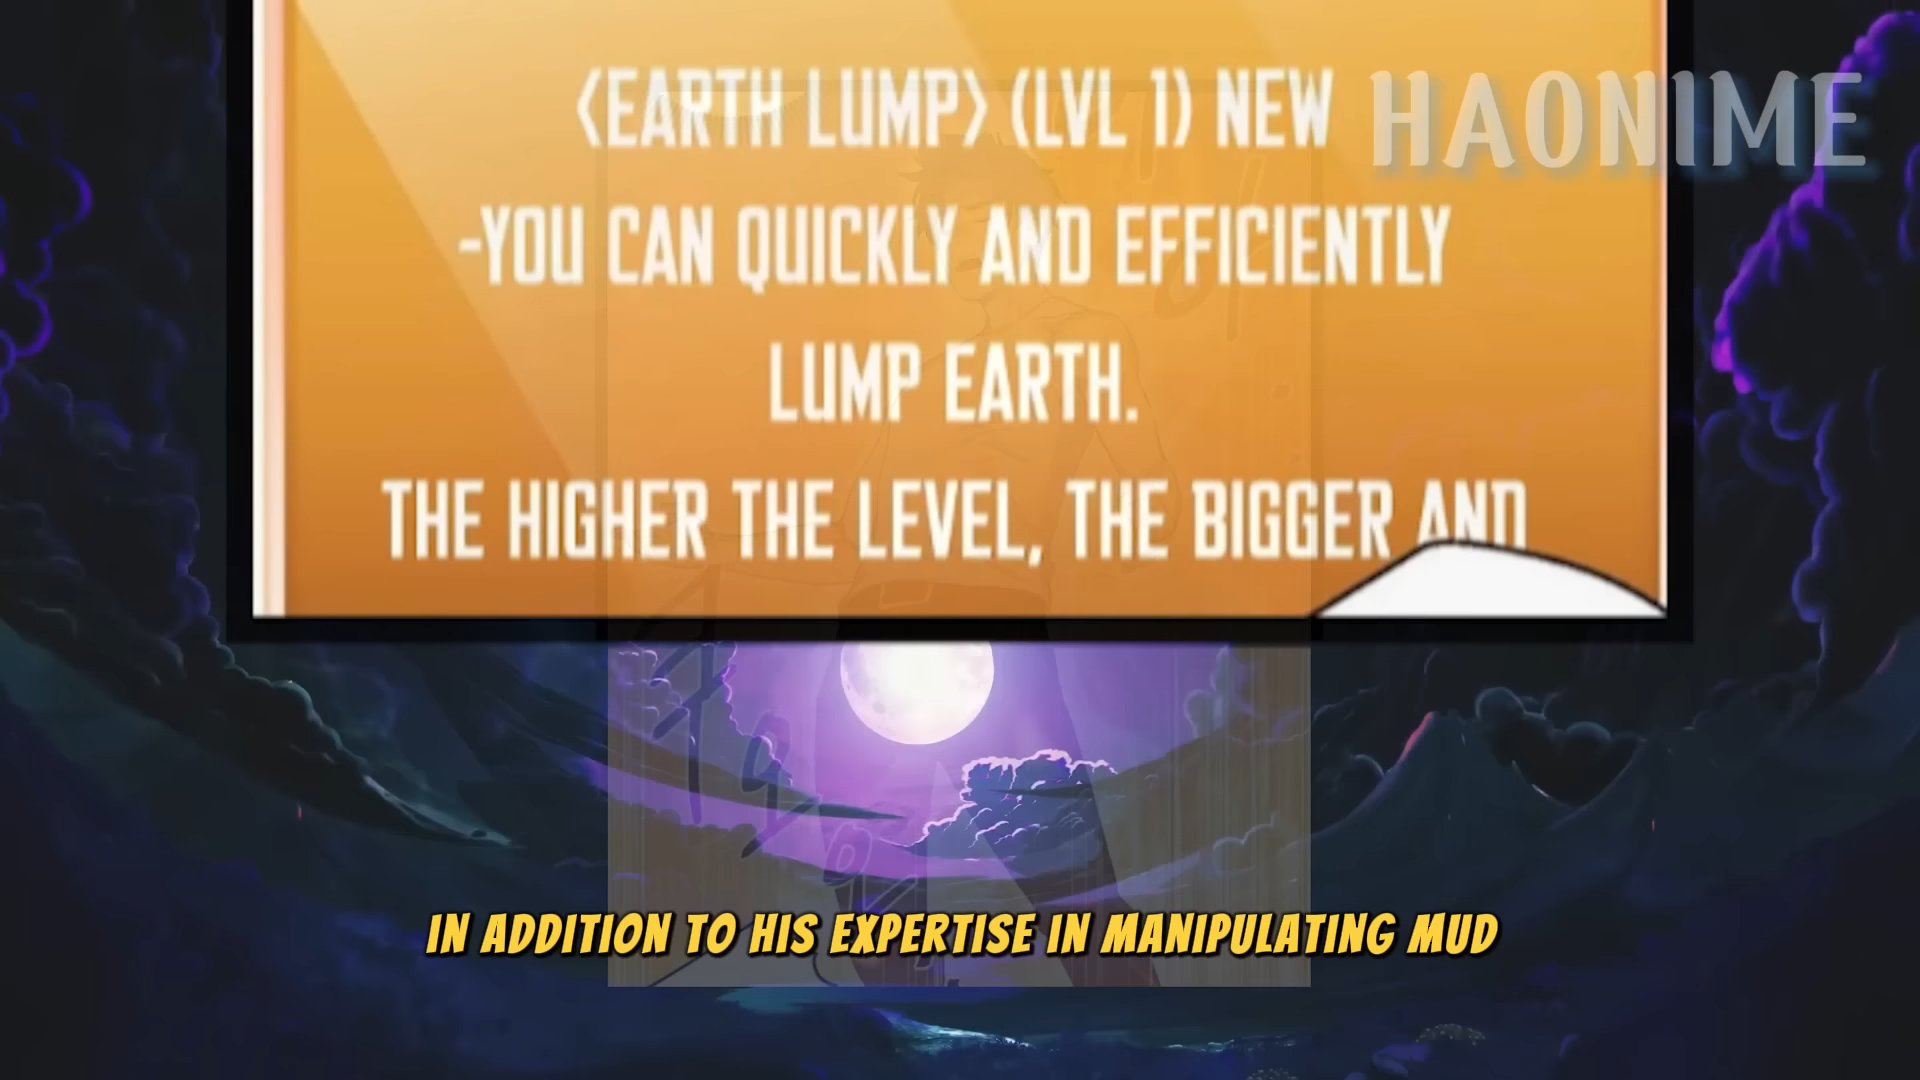 <EARTH LUMP> (LVL 1) NEW
HAONIME
-YOU CAN QUICKLY AND EFFICIENTLY
LUMP EARTH.
THE HIGHER THE LEVEL, THE BIGGER AND
IN ADDITION TO HIS EXPERTISE IN MANIPULATING MUD